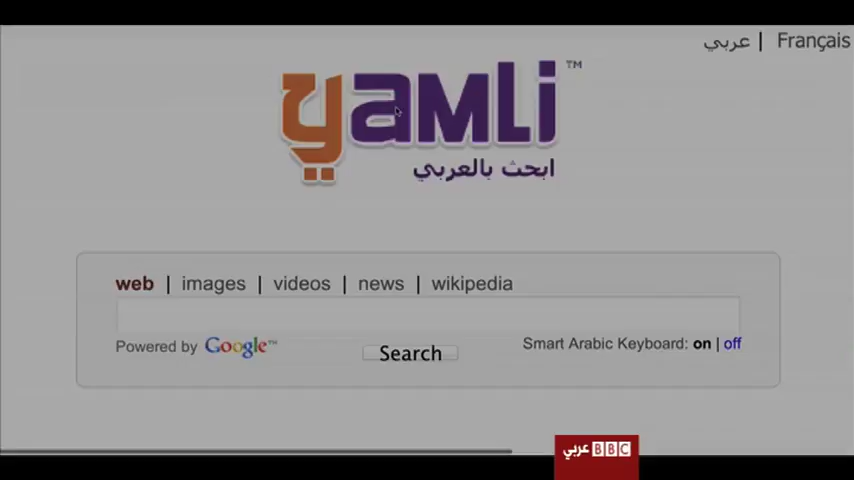 عربي | Français
yamli™
ابحث بالعربي
web | images | videos | news | wikipedia
Powered by Google™
Search
Smart Arabic Keyboard: on | off
عربي BBC